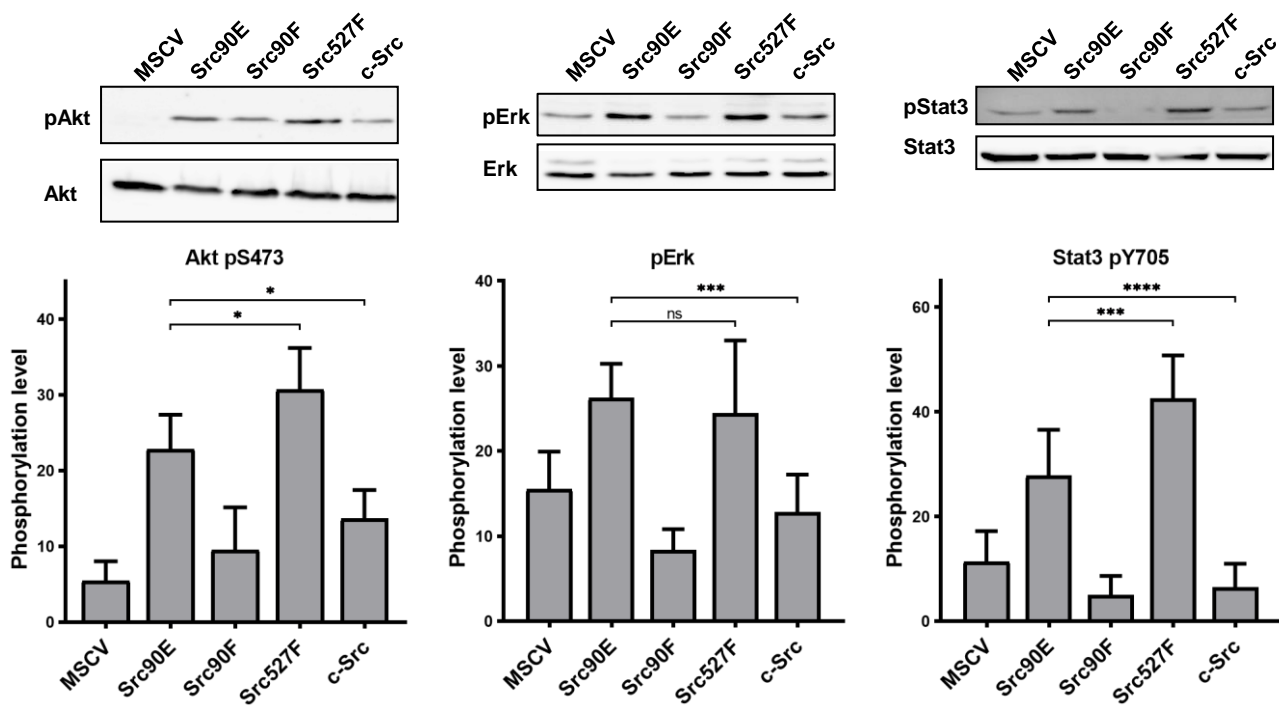 MSCV Src90E Src90F Src527F c-Src
pAkt
Akt
MSCV Src90E Src90F Src527F c-Src
pErk
Erk
MSCV Src90E Src90F Src527F c-Src
pStat3
Stat3
Akt pS473
Phosphorylation level
40
30
20
10
0
*
*
MSCV Src90E Src90F Src527F c-Src
pErk
Phosphorylation level
40
30
20
10
0
***
ns
MSCV Src90E Src90F Src527F c-Src
Stat3 pY705
Phosphorylation level
60
40
20
0
****
***
MSCV Src90E Src90F Src527F c-Src